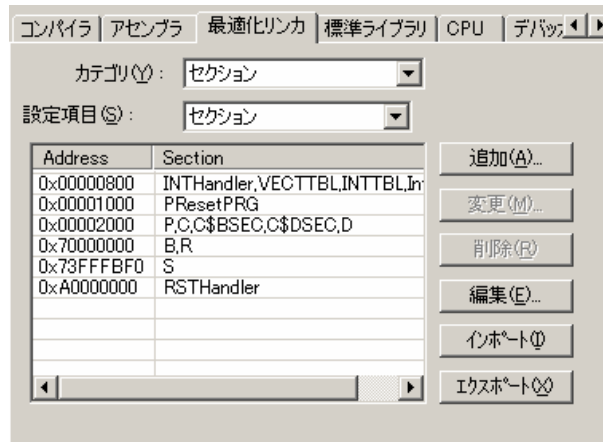 コンパイラ アセンブラ 最適化リンカ 標準ライブラリ CPU デバッ
カテゴリ(Y) : セクション
設定項目(S) : セクション
Address Section
0x00000800 INTHandler,VECTTBL,INTTBL,In
0x00001000 PResetPRG
0x00002000 P,C,C$BSEC,C$DSEC,D
0x70000000 B,R
0x73FFFBF0 S
0xA0000000 RSTHandler
追加(A)...
変更(M)...
削除(R)
編集(E)...
インポート(I)
エクスポート(X)